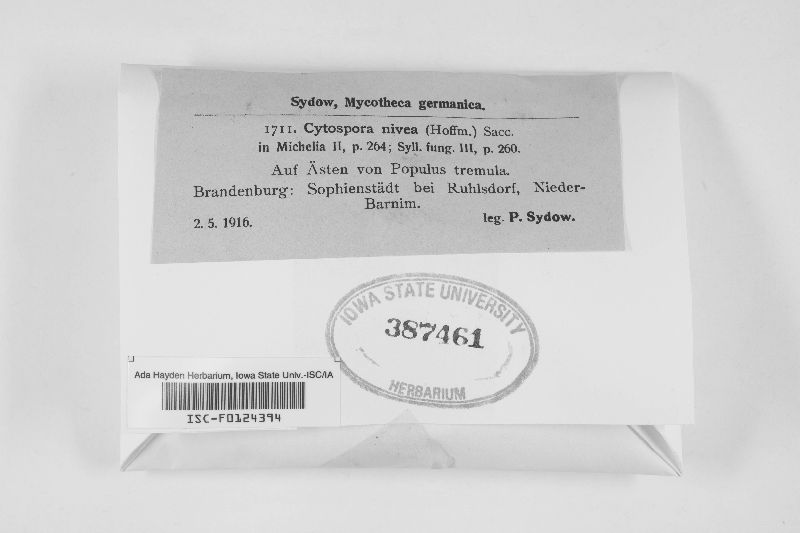 Sydow, Mycotheca germanica.
1711. Cytospora nivea (Hoffm.) Sacc.
in Michelia II, p. 264; Syll. fung. III, p. 260.
Auf Ästen von Populus tremula.
Brandenburg: Sophienstädt bei Ruhlsdorf, Nieder-
Barnim.
2. 5. 1916.
leg. P. Sydow.
IOWA STATE UNIVERSITY
387461
HERBARIUM
Ada Hayden Herbarium, Iowa State Univ.-ISC/IA
ISC-F0124394